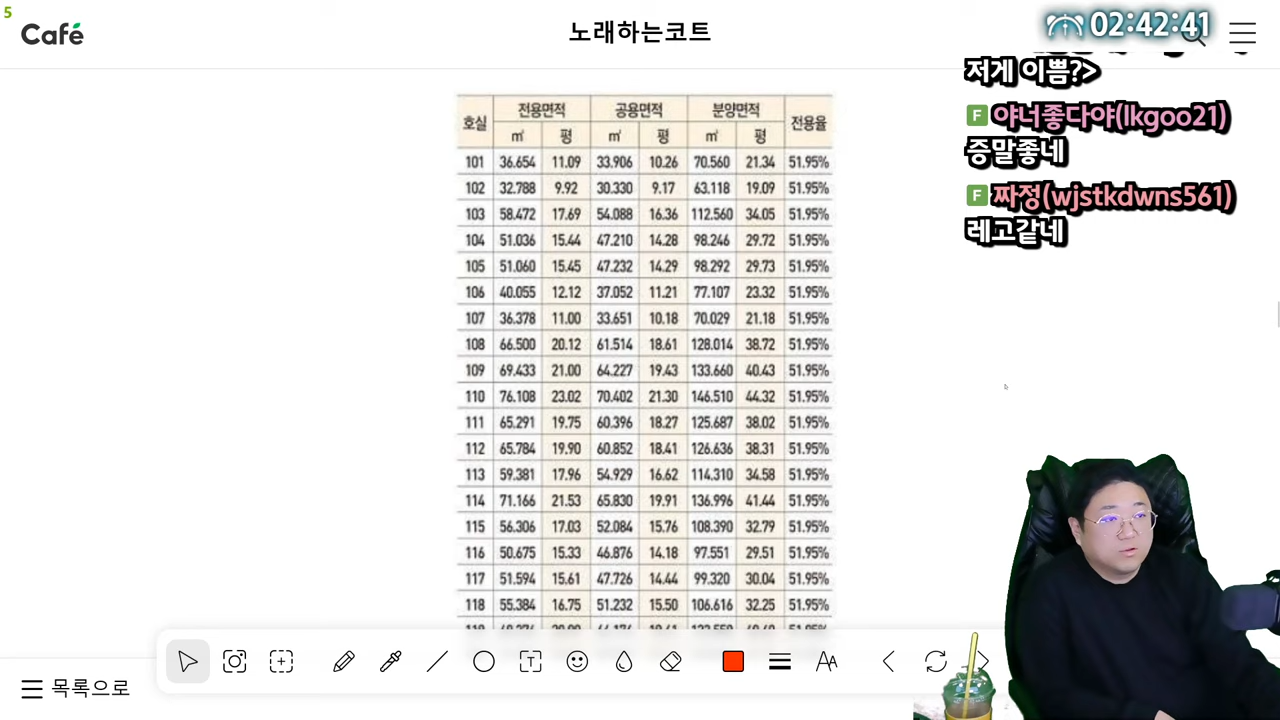 5
Café
노래하는코트
02:42:41
저게 이쁨?>
F 야너좋다야(lkgoo21)
증말좋네
F 짜정(wjstkdwns561)
레고같네
호실 전용면적 공용면적 분양면적 전용율
㎡ 평 ㎡ 평 ㎡ 평
101 36.654 11.09 33.906 10.26 70.560 21.34 51.95%
102 32.788 9.92 30.330 9.17 63.118 19.09 51.95%
103 58.472 17.69 54.088 16.36 112.560 34.05 51.95%
104 51.036 15.44 47.210 14.28 98.246 29.72 51.95%
105 51.060 15.45 47.232 14.29 98.292 29.73 51.95%
106 40.055 12.12 37.052 11.21 77.107 23.32 51.95%
107 36.378 11.00 33.651 10.18 70.029 21.18 51.95%
108 66.500 20.12 61.514 18.61 128.014 38.72 51.95%
109 69.433 21.00 64.227 19.43 133.660 40.43 51.95%
110 76.108 23.02 70.402 21.30 146.510 44.32 51.95%
111 65.291 19.75 60.396 18.27 125.687 38.02 51.95%
112 65.784 19.90 60.852 18.41 126.636 38.31 51.95%
113 59.381 17.96 54.929 16.62 114.310 34.58 51.95%
114 71.166 21.53 65.830 19.91 136.996 41.44 51.95%
115 56.306 17.03 52.084 15.76 108.390 32.79 51.95%
116 50.675 15.33 46.876 14.18 97.551 29.51 51.95%
117 51.594 15.61 47.726 14.44 99.320 30.04 51.95%
118 55.384 16.75 51.232 15.50 106.616 32.25 51.95%
T AA
목록으로